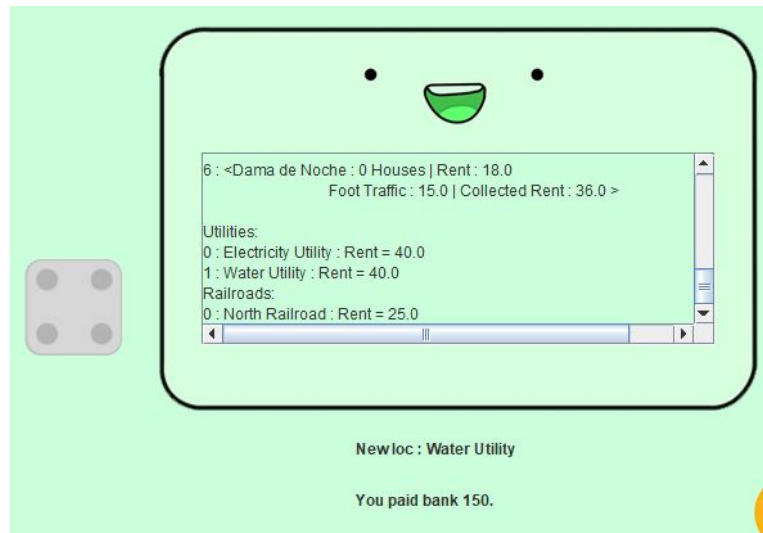 6 : <Dama de Noche : 0 Houses | Rent : 18.0
Foot Traffic : 15.0 | Collected Rent : 36.0 >
Utilities:
0 : Electricity Utility : Rent = 40.0
1 : Water Utility : Rent = 40.0
Railroads:
0 : North Railroad : Rent = 25.0
New loc : Water Utility
You paid bank 150.